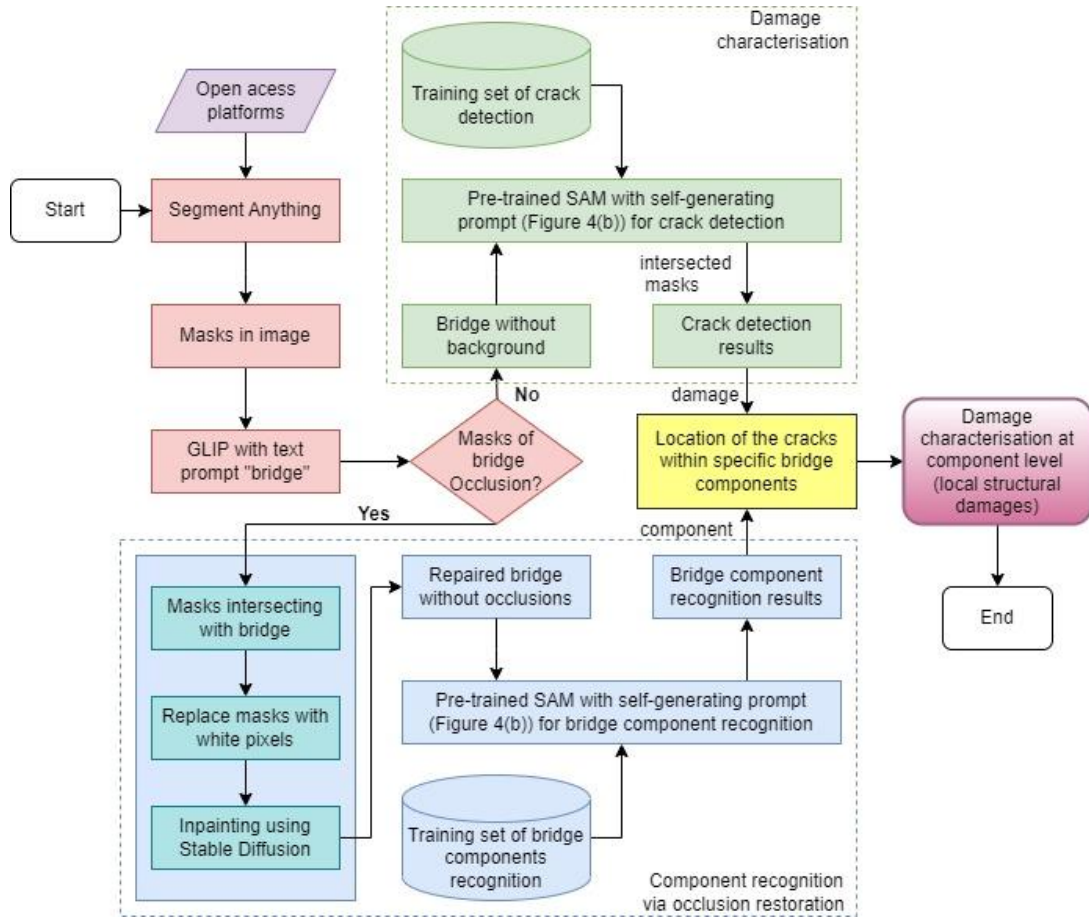 Damage
characterisation
Training set of crack
detection
Open acess
platforms
Start
Segment Anything
Pre-trained SAM with self-generating
prompt (Figure 4(b)) for crack detection
intersected
masks
Masks in image
Bridge without
background
Crack detection
results
No
damage
GLIP with text
prompt "bridge"
Masks of
bridge
Occlusion?
Location of the cracks
within specific bridge
components
Damage
characterisation at
component level
(local structural
damages)
Yes
component
Masks intersecting
with bridge
Repaired bridge
without occlusions
Bridge component
recognition results
End
Replace masks with
white pixels
Pre-trained SAM with self-generating prompt
(Figure 4(b)) for bridge component recognition
Inpainting using
Stable Diffusion
Training set of bridge
components
recognition
Component recognition
via occlusion restoration